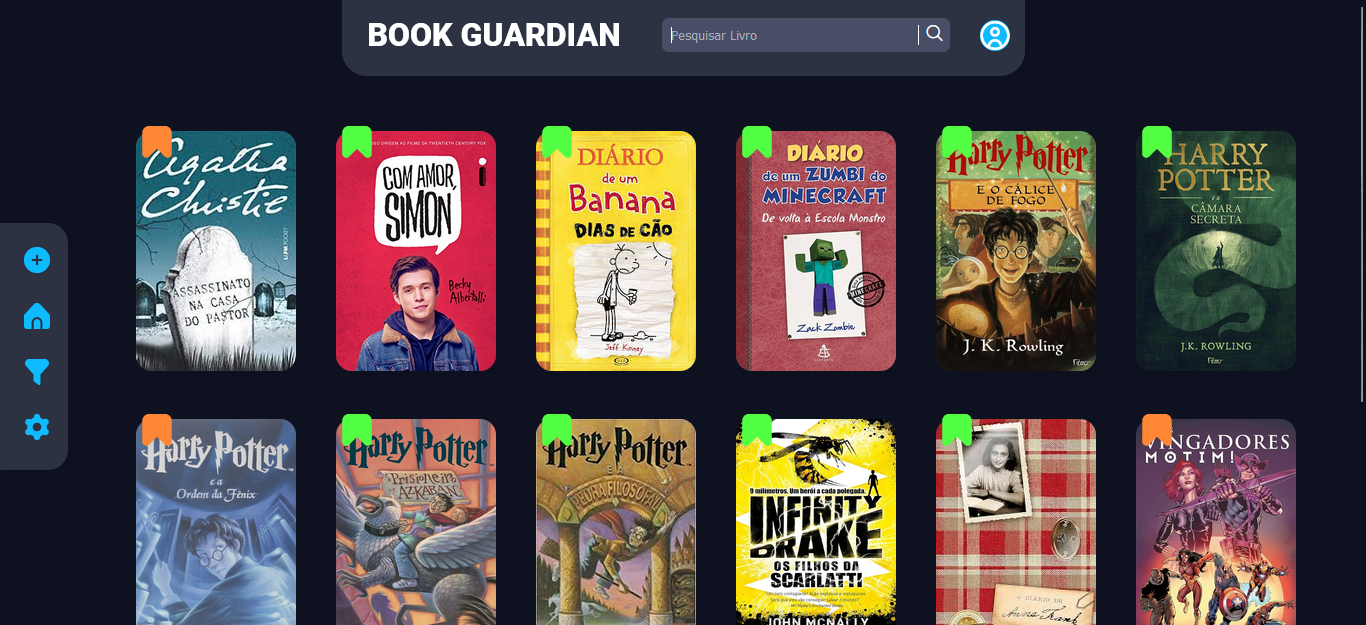 BOOK GUARDIAN
Pesquisar Livro
Agatha
Christie
L&PM POCKET
ASSASSINATO
NA CASA
DO PASTOR
DEU ORIGEM AO FILME DA TWENTIETH CENTURY FOX
COM AMOR,
SIMON
Becky
Albertalli
DIÁRIO
de um
Banana
DIAS DE CÃO
Jeff Kinney
DIÁRIO
de um ZUMBI do
MINECRAFT
De volta à Escola Monstro
MINECRAFT
Zack Zombie
Harry Potter
E O CÁLICE
DE FOGO
J. K. Rowling
HARRY
POTTER
e a
CÂMARA
SECRETA
J.K. ROWLING
Harry Potter
e a
Ordem da Fênix
Harry Potter
Prisioneiro
AZKABAN
Harry Potter
E A
PEDRA FILOSOFAL
9 milímetros. Um herói a cada polegada.
INFINITY
DRAKE
OS FILHOS DA
SCARLATTI
JOHN MCNALLY
O DIÁRIO DE
Anne Frank
VINGADORES
MOTIM!